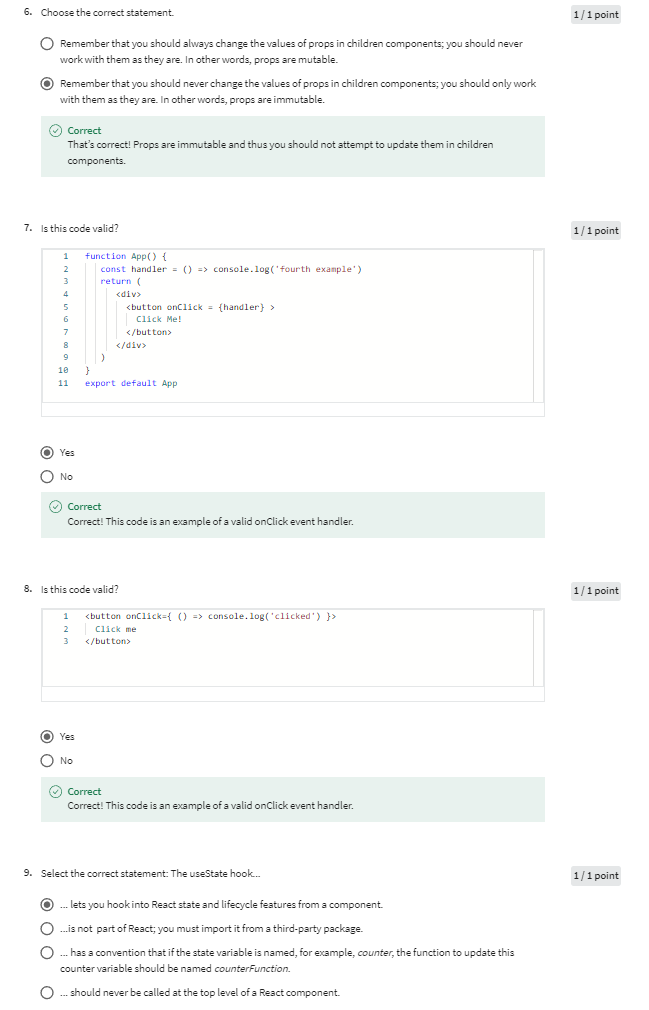 6. Choose the correct statement.
1 / 1 point
Remember that you should always change the values of props in children components; you should never
work with them as they are. In other words, props are mutable.
Remember that you should never change the values of props in children components; you should only work
with them as they are. In other words, props are immutable.
Correct
That's correct! Props are immutable and thus you should not attempt to update them in children
components.
7. Is this code valid?
1 / 1 point
1 function App() {
2 const handler = () => console.log('fourth example')
3 return (
4 <div>
5 <button onClick = {handler} >
6 Click Me!
7 </button>
8 </div>
9 )
10 }
11 export default App
Yes
No
Correct
Correct! This code is an example of a valid onClick event handler.
8. Is this code valid?
1 / 1 point
1 <button onClick={ () => console.log('clicked') }>
2 Click me
3 </button>
Yes
No
Correct
Correct! This code is an example of a valid onClick event handler.
9. Select the correct statement: The useState hook...
1 / 1 point
... lets you hook into React state and lifecycle features from a component.
...is not part of React; you must import it from a third-party package.
... has a convention that if the state variable is named, for example, counter, the function to update this
counter variable should be named counterFunction.
... should never be called at the top level of a React component.